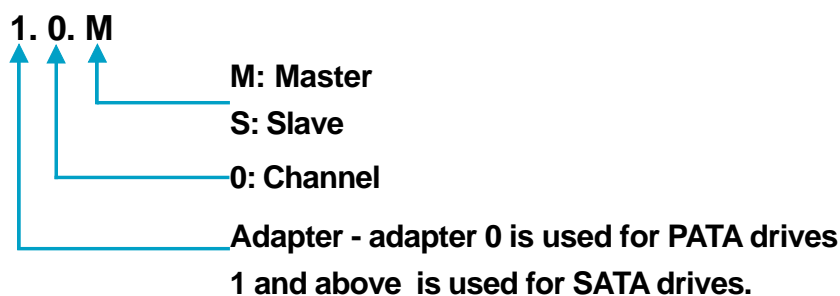 1. 0. M
M: Master
S: Slave
0: Channel
Adapter - adapter 0 is used for PATA drives
1 and above is used for SATA drives.